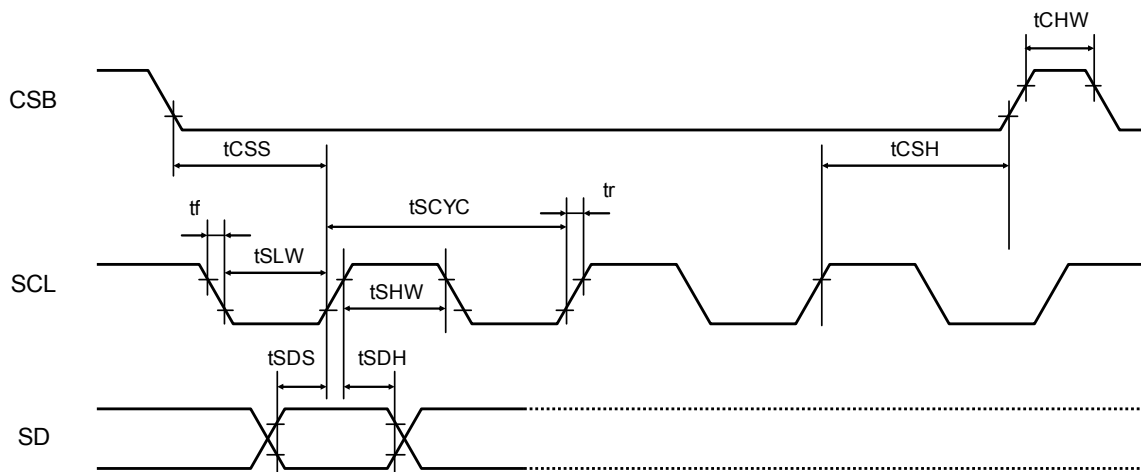 tCHW
CSB
tCSS
tCSH
tf
tSCYC
tr
tSLW
SCL
tSHW
tSDS
tSDH
SD